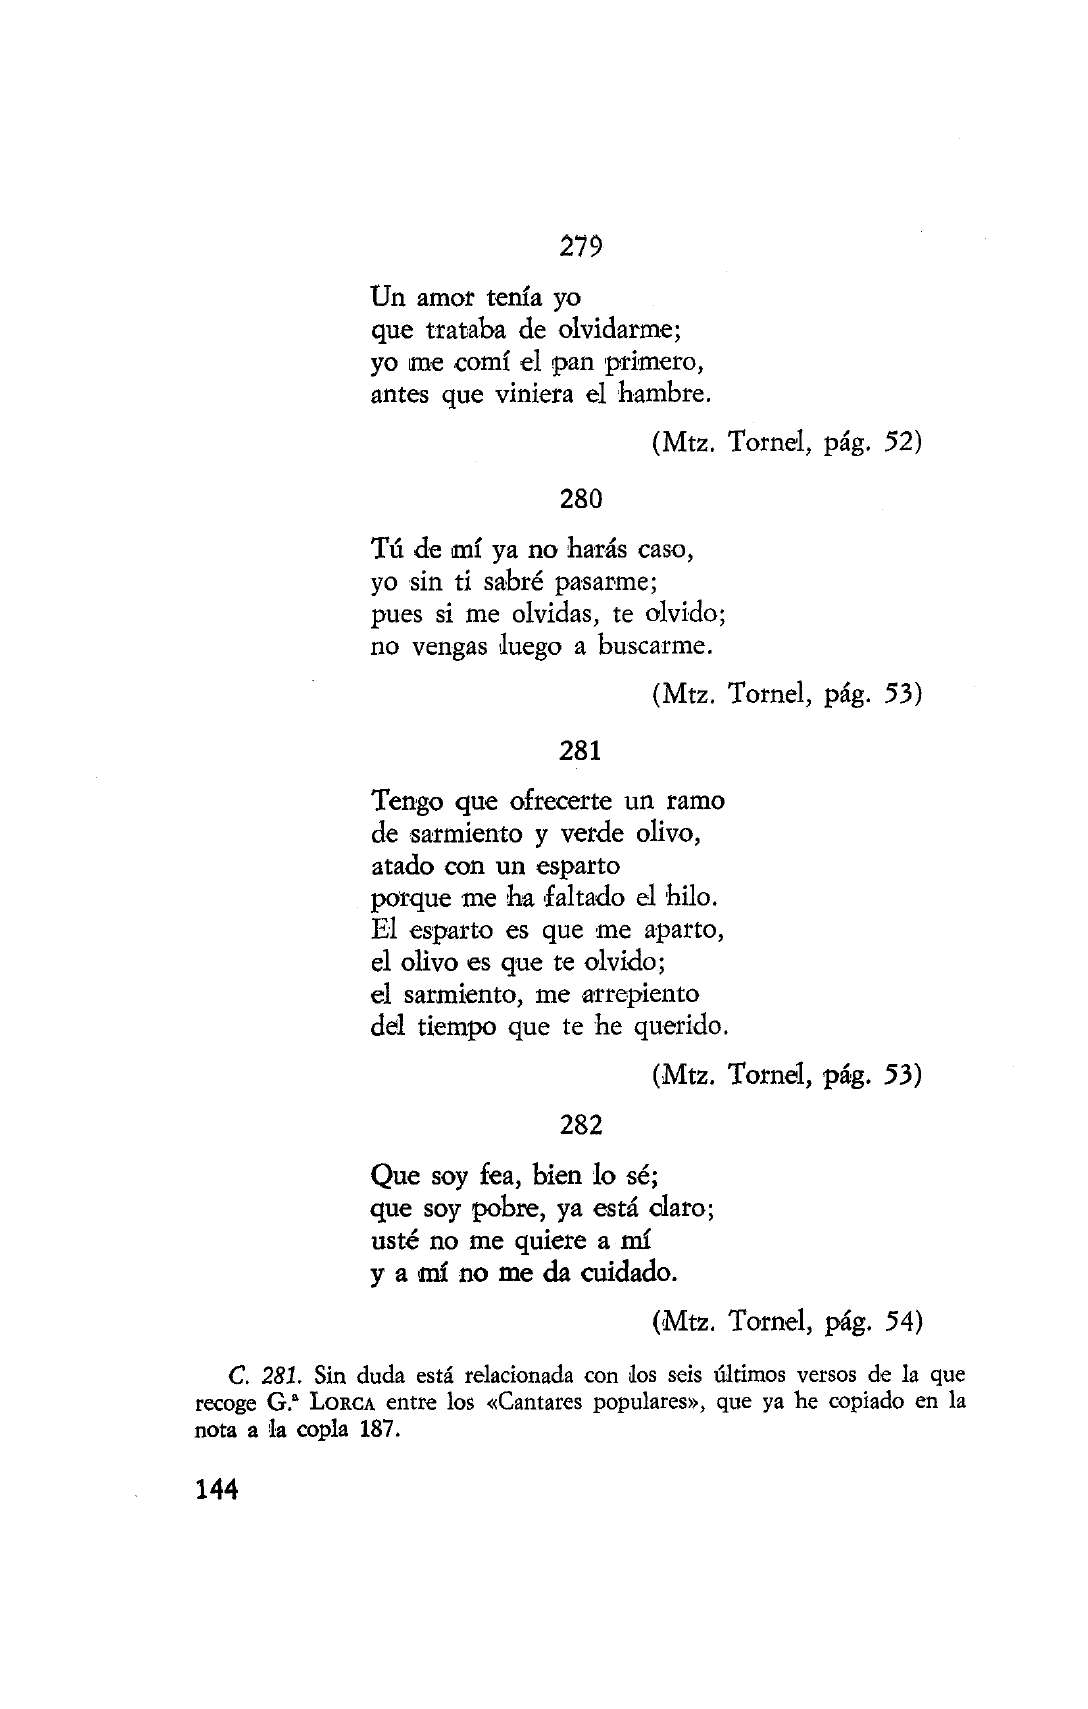 279
Un amor tenía yo
que trataba de olvidarme;
yo me comí el pan primero,
antes que viniera el hambre.
(Mtz. Tornel, pág. 52)
280
Tú de mí ya no harás caso,
yo sin ti sabré pasarme;
pues si me olvidas, te olvido;
no vengas luego a buscarme.
(Mtz. Tornel, pág. 53)
281
Tengo que ofrecerte un ramo
de sarmiento y verde olivo,
atado con un esparto
porque me ha faltado el hilo.
El esparto es que me aparto,
el olivo es que te olvido;
el sarmiento, me arrepiento
del tiempo que te he querido.
(Mtz. Tornel, pág. 53)
282
Que soy fea, bien lo sé;
que soy pobre, ya está claro;
usté no me quiere a mí
y a mí no me da cuidado.
(Mtz. Tornel, pág. 54)
C. 281. Sin duda está relacionada con los seis últimos versos de la que
recoge G.ª LORCA entre los «Cantares populares», que ya he copiado en la
nota a la copla 187.
144